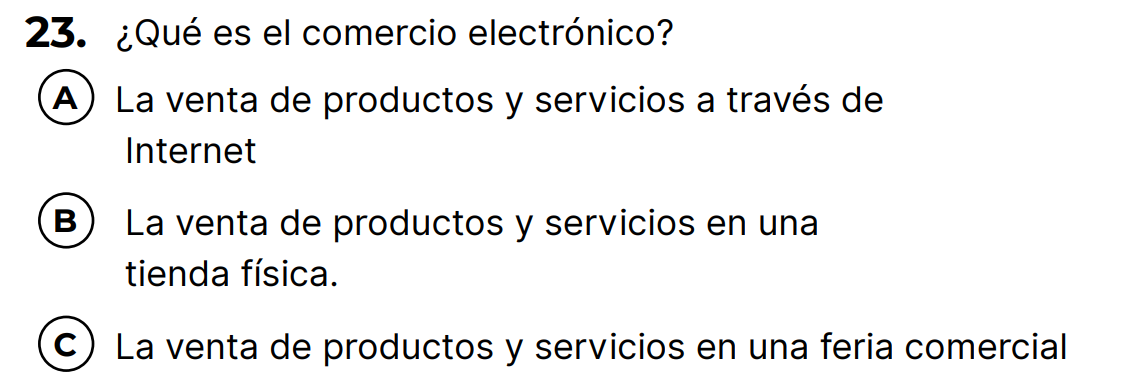 23. ¿Qué es el comercio electrónico?
A La venta de productos y servicios a través de
Internet
B La venta de productos y servicios en una
tienda física.
C La venta de productos y servicios en una feria comercial